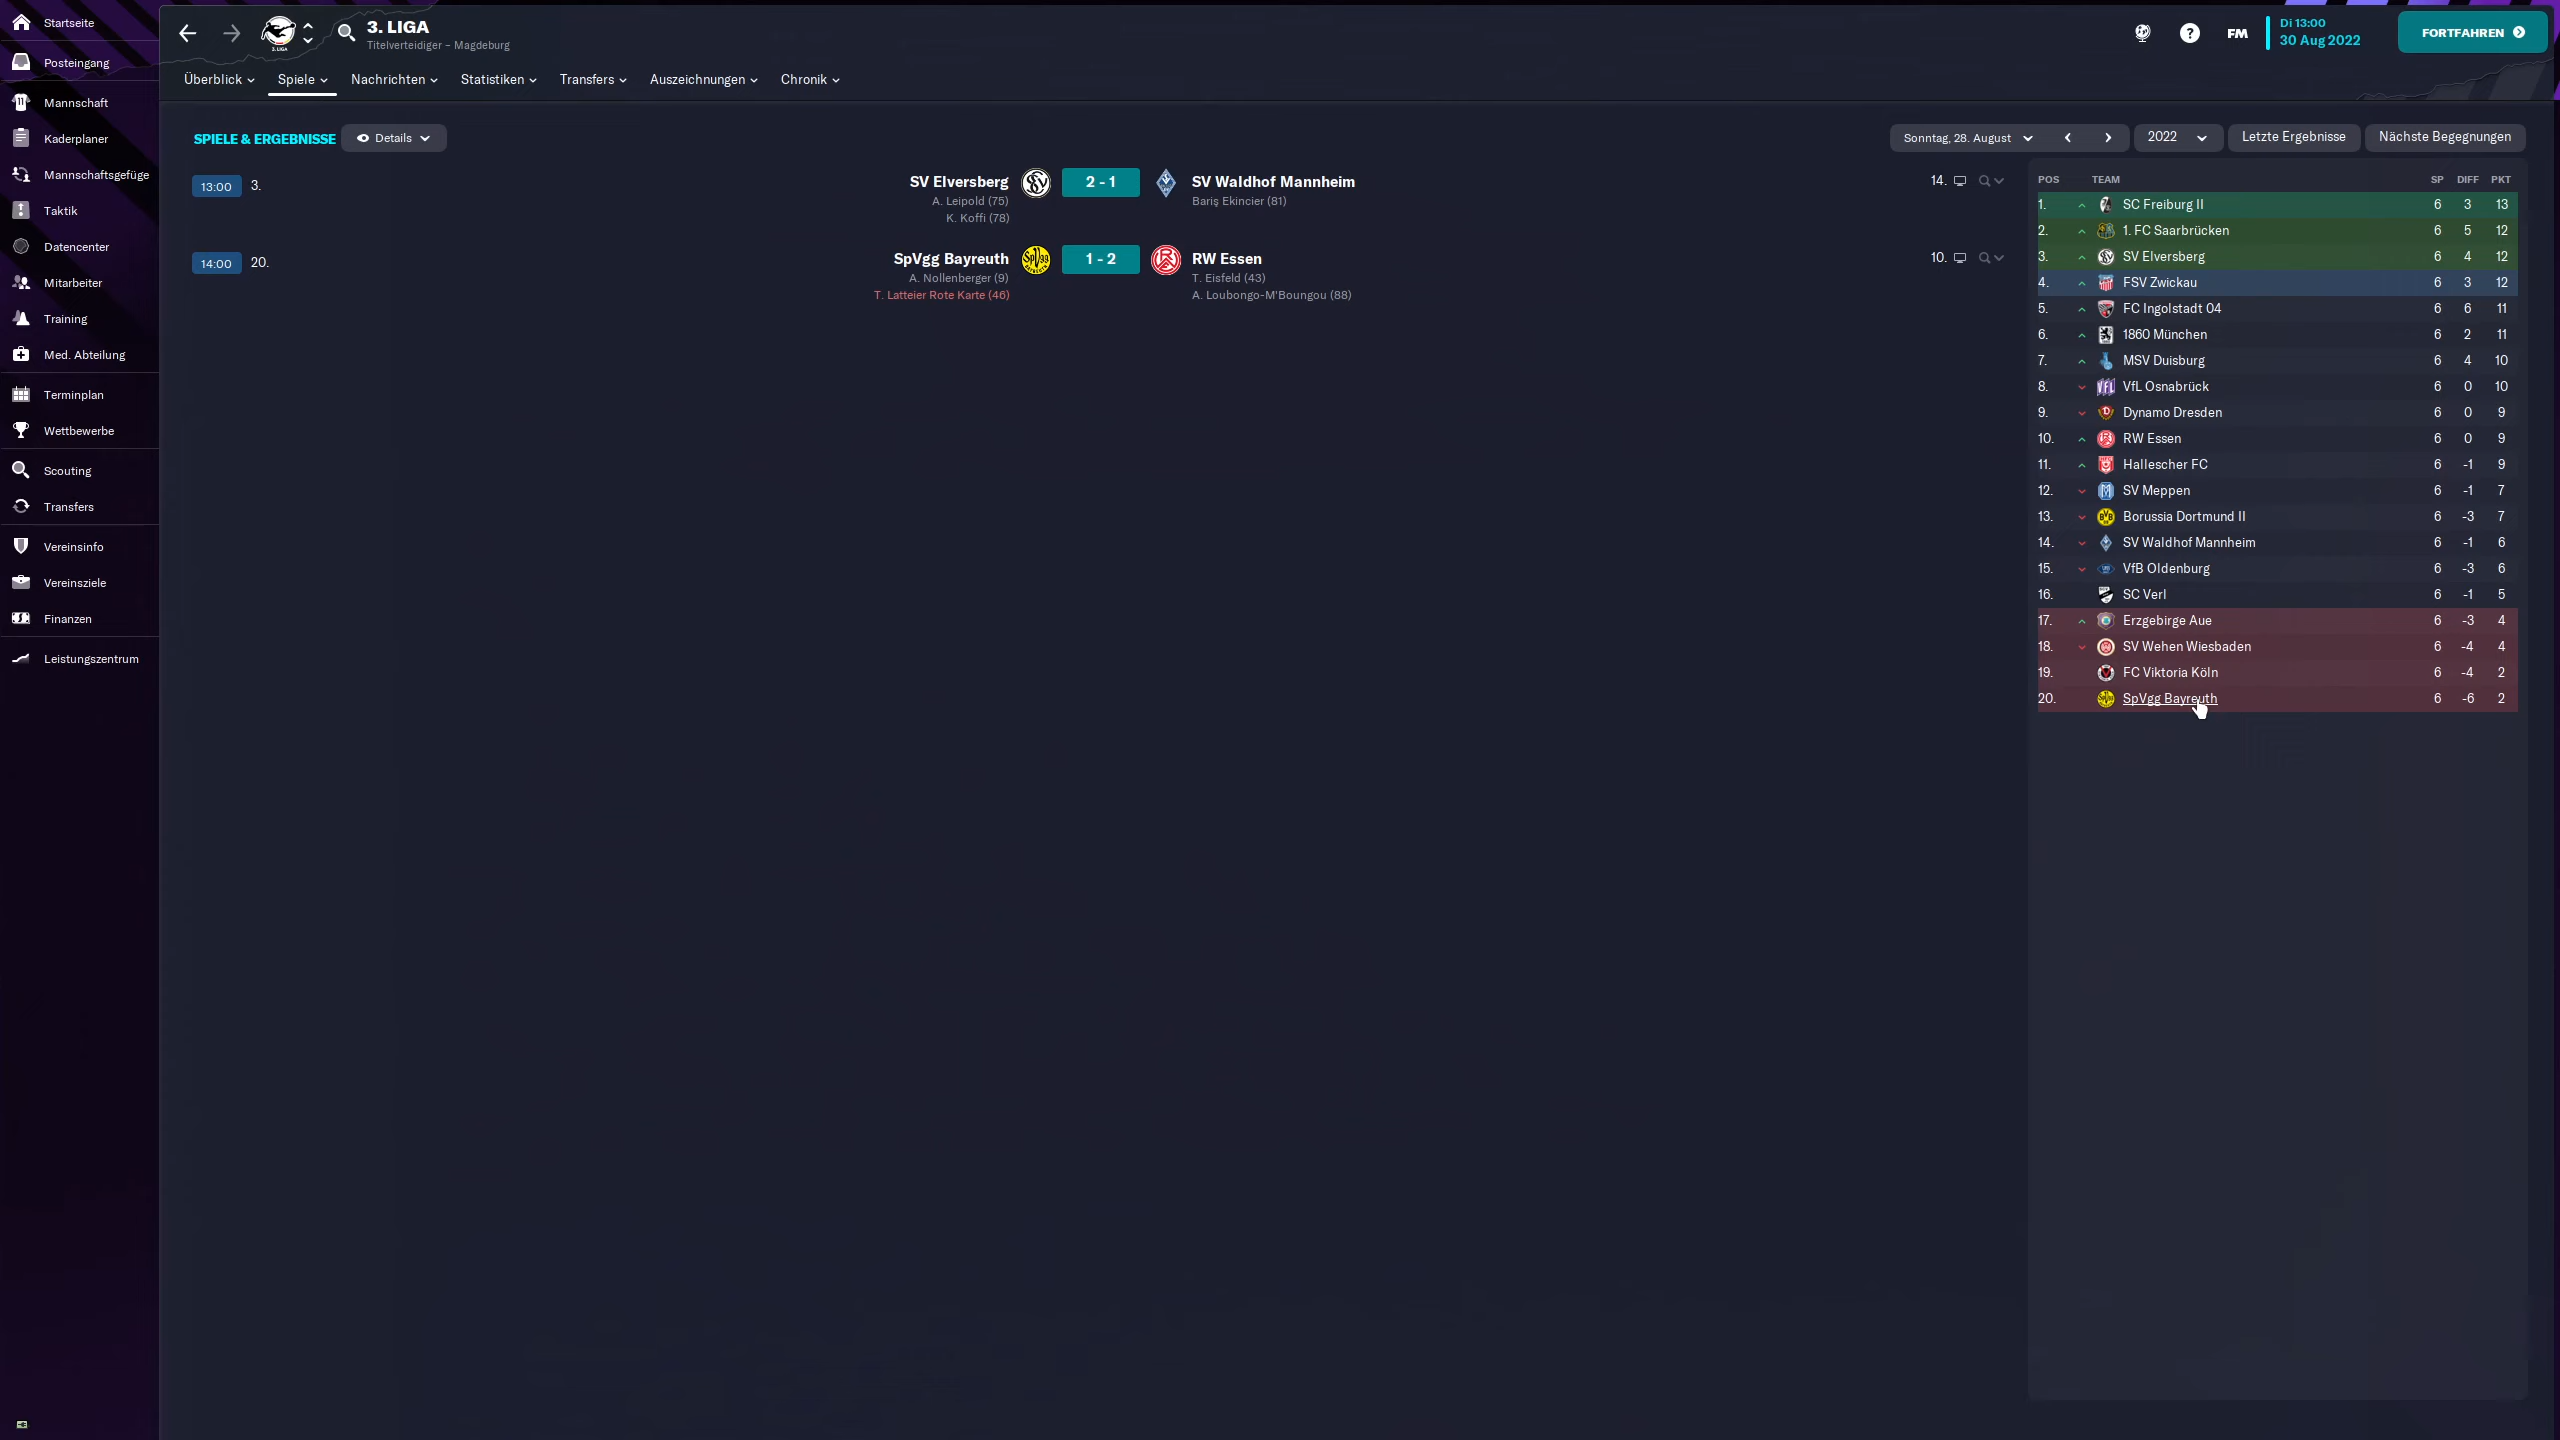 Startseite
Posteingang
Mannschaft
Kaderplaner
Mannschaftsgefüge
Taktik
Datencenter
Mitarbeiter
Training
Med. Abteilung
Terminplan
Wettbewerbe
Scouting
Transfers
Vereinsinfo
Vereinsziele
Finanzen
Leistungszentrum
3. LIGA
Titelverteidiger – Magdeburg
FM
Di 13:00
30 Aug 2022
FORTFAHREN
Überblick Spiele Nachrichten Statistiken Transfers Auszeichnungen Chronik
SPIELE & ERGEBNISSE Details
Sonntag, 28. August 2022 Letzte Ergebnisse Nächste Begegnungen
13:00 3. SV Elversberg 2 - 1 SV Waldhof Mannheim 14.
A. Leipold (75) Bariş Ekincier (81)
K. Koffi (78)
14:00 20. SpVgg Bayreuth 1 - 2 RW Essen 10.
A. Nollenberger (9) T. Eisfeld (43)
T. Latteier Rote Karte (46) A. Loubongo-M'Boungou (88)
POS TEAM SP DIFF PKT
1. SC Freiburg II 6 3 13
2. 1. FC Saarbrücken 6 5 12
3. SV Elversberg 6 4 12
4. FSV Zwickau 6 3 12
5. FC Ingolstadt 04 6 6 11
6. 1860 München 6 2 11
7. MSV Duisburg 6 4 10
8. VfL Osnabrück 6 0 10
9. Dynamo Dresden 6 0 9
10. RW Essen 6 0 9
11. Hallescher FC 6 -1 9
12. SV Meppen 6 -1 7
13. Borussia Dortmund II 6 -3 7
14. SV Waldhof Mannheim 6 -1 6
15. VfB Oldenburg 6 -3 6
16. SC Verl 6 -1 5
17. Erzgebirge Aue 6 -3 4
18. SV Wehen Wiesbaden 6 -4 4
19. FC Viktoria Köln 6 -4 2
20. SpVgg Bayreuth 6 -6 2